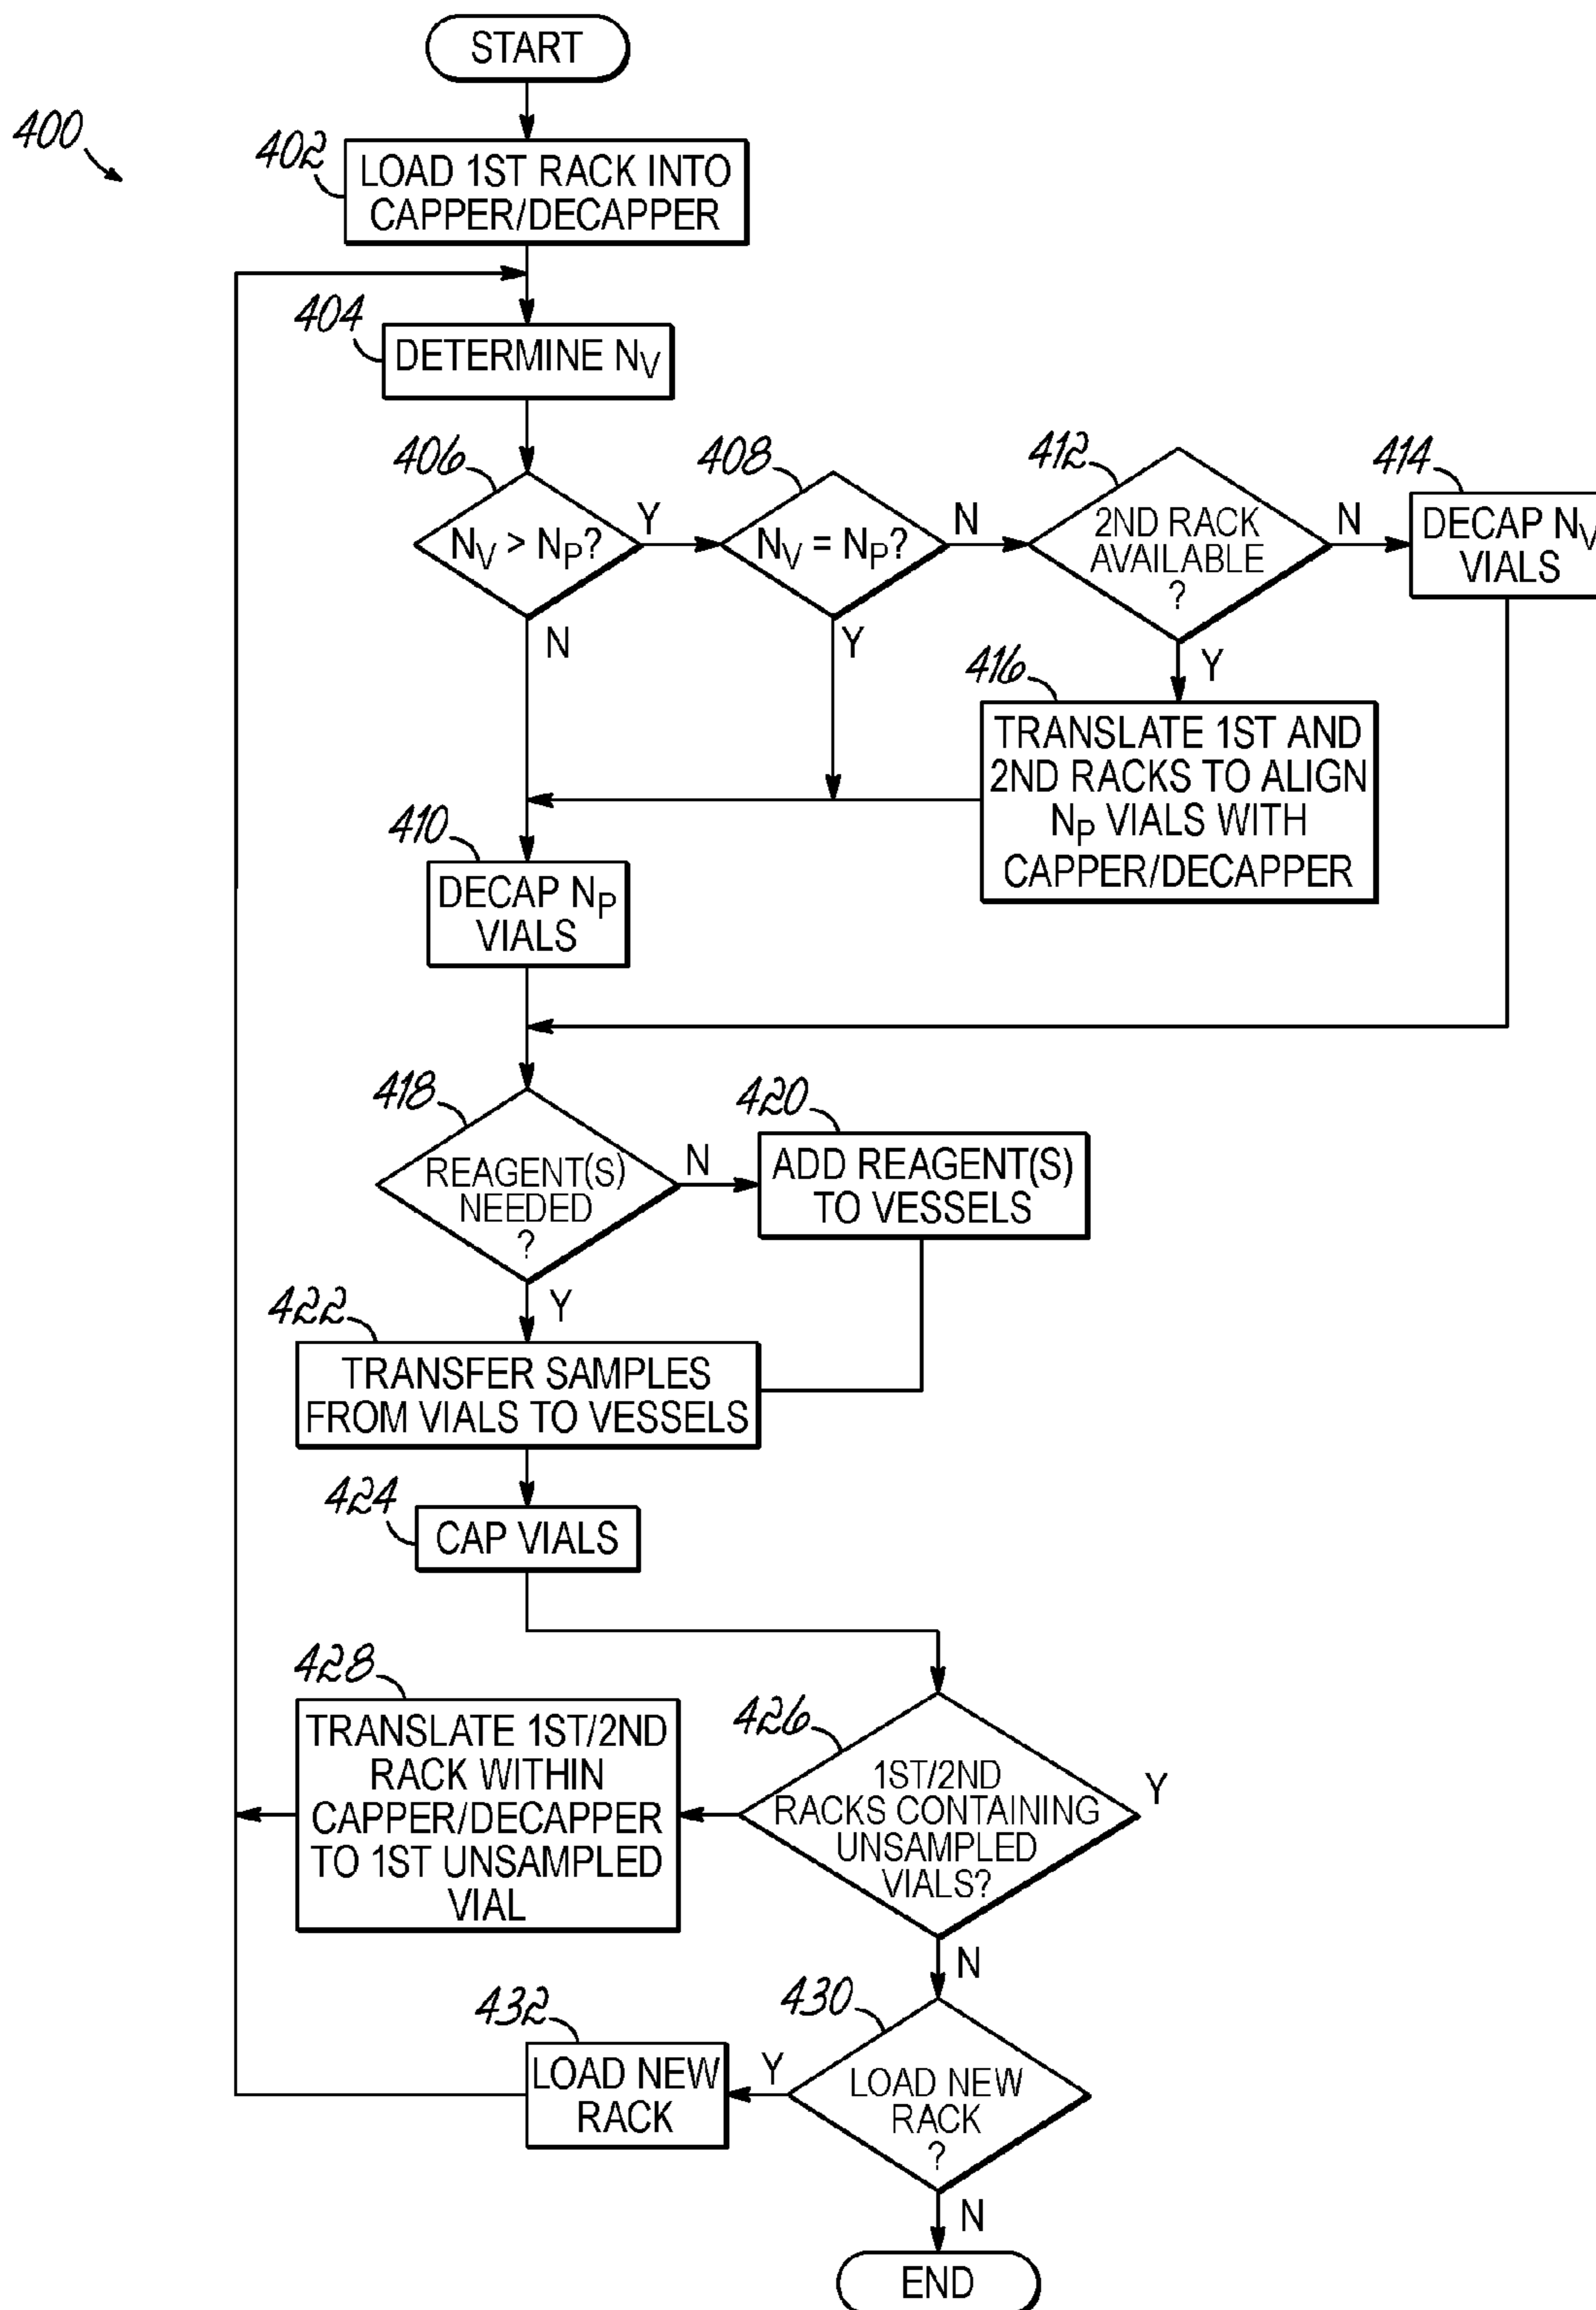 START
400
402
LOAD 1ST RACK INTO
CAPPER/DECAPPER
404
DETERMINE NV
406
NV > NP?
Y
N
408
NV = NP?
N
Y
412
2ND RACK
AVAILABLE
?
N
Y
414
DECAP NV
VIALS
416
TRANSLATE 1ST AND
2ND RACKS TO ALIGN
NP VIALS WITH
CAPPER/DECAPPER
410
DECAP NP
VIALS
418
REAGENT(S)
NEEDED
?
N
Y
420
ADD REAGENT(S)
TO VESSELS
422
TRANSFER SAMPLES
FROM VIALS TO VESSELS
424
CAP VIALS
426
1ST/2ND
RACKS CONTAINING
UNSAMPLED
VIALS?
Y
N
428
TRANSLATE 1ST/2ND
RACK WITHIN
CAPPER/DECAPPER
TO 1ST UNSAMPLED
VIAL
430
LOAD NEW
RACK
?
Y
N
432
LOAD NEW
RACK
END